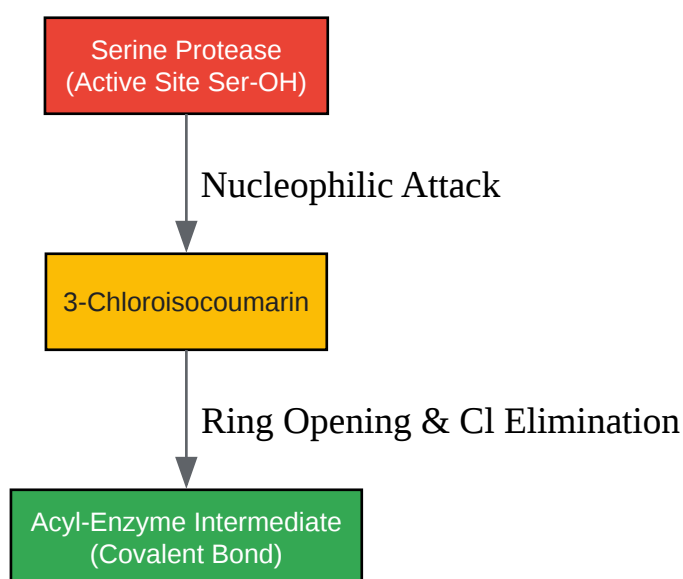 Serine Protease
(Active Site Ser-OH)
Nucleophilic Attack
3-Chloroisocoumarin
Ring Opening & Cl Elimination
Acyl-Enzyme Intermediate
(Covalent Bond)